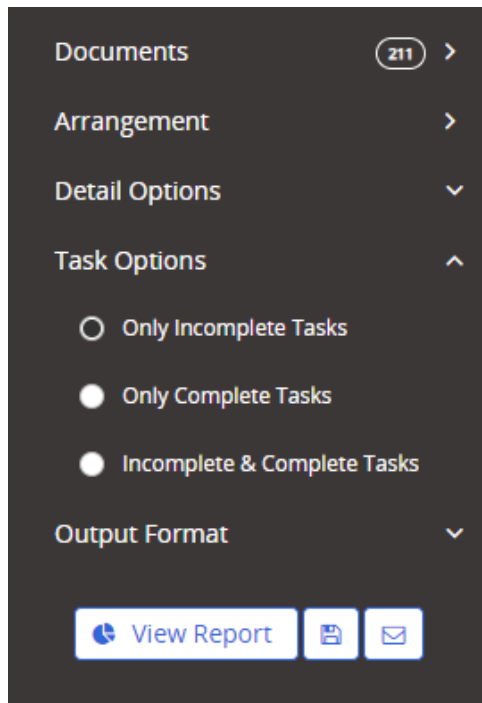 Documents 211
Arrangement
Detail Options
Task Options
Only Incomplete Tasks
Only Complete Tasks
Incomplete & Complete Tasks
Output Format
View Report